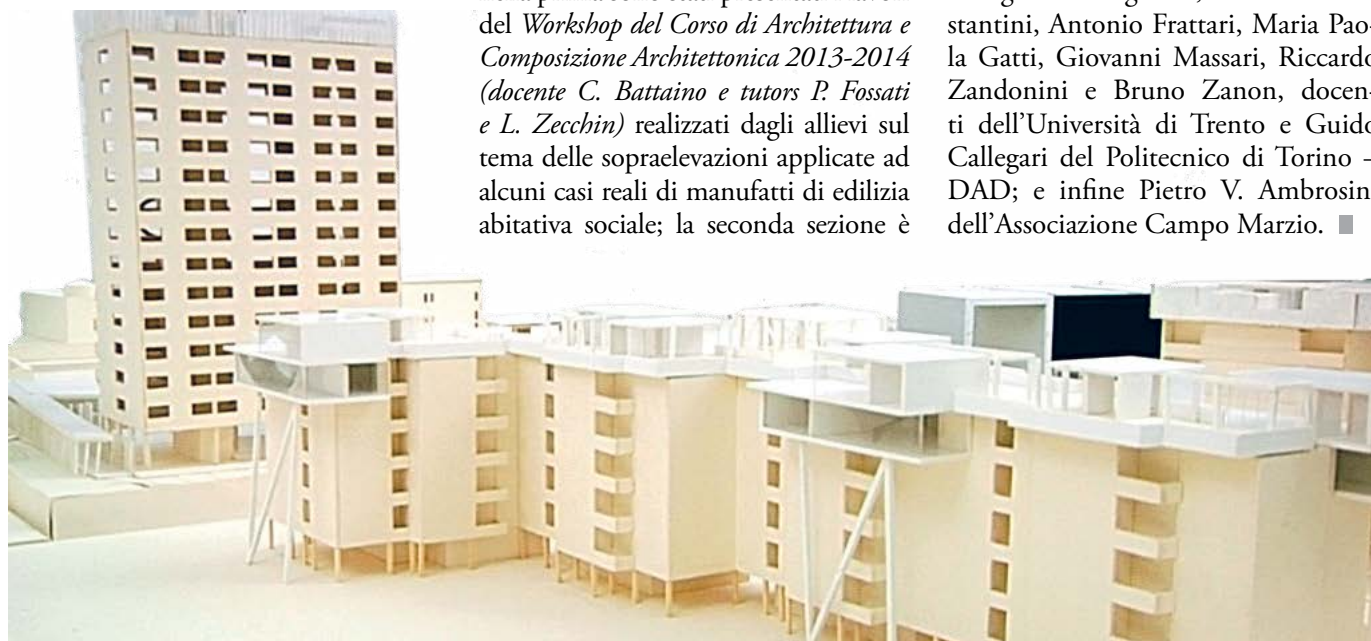 del Workshop del Corso di Architettura e
Composizione Architettonica 2013-2014
(docente C. Battaino e tutors P. Fossati
e L. Zecchin) realizzati dagli allievi sul
tema delle sopraelevazioni applicate ad
alcuni casi reali di manufatti di edilizia
abitativa sociale; la seconda sezione è
stantini, Antonio Frattari, Maria Pao-
la Gatti, Giovanni Massari, Riccardo
Zandonini e Bruno Zanon, docen-
ti dell'Università di Trento e Guido
Callegari del Politecnico di Torino –
DAD; e infine Pietro V. Ambrosin
dell'Associazione Campo Marzio.